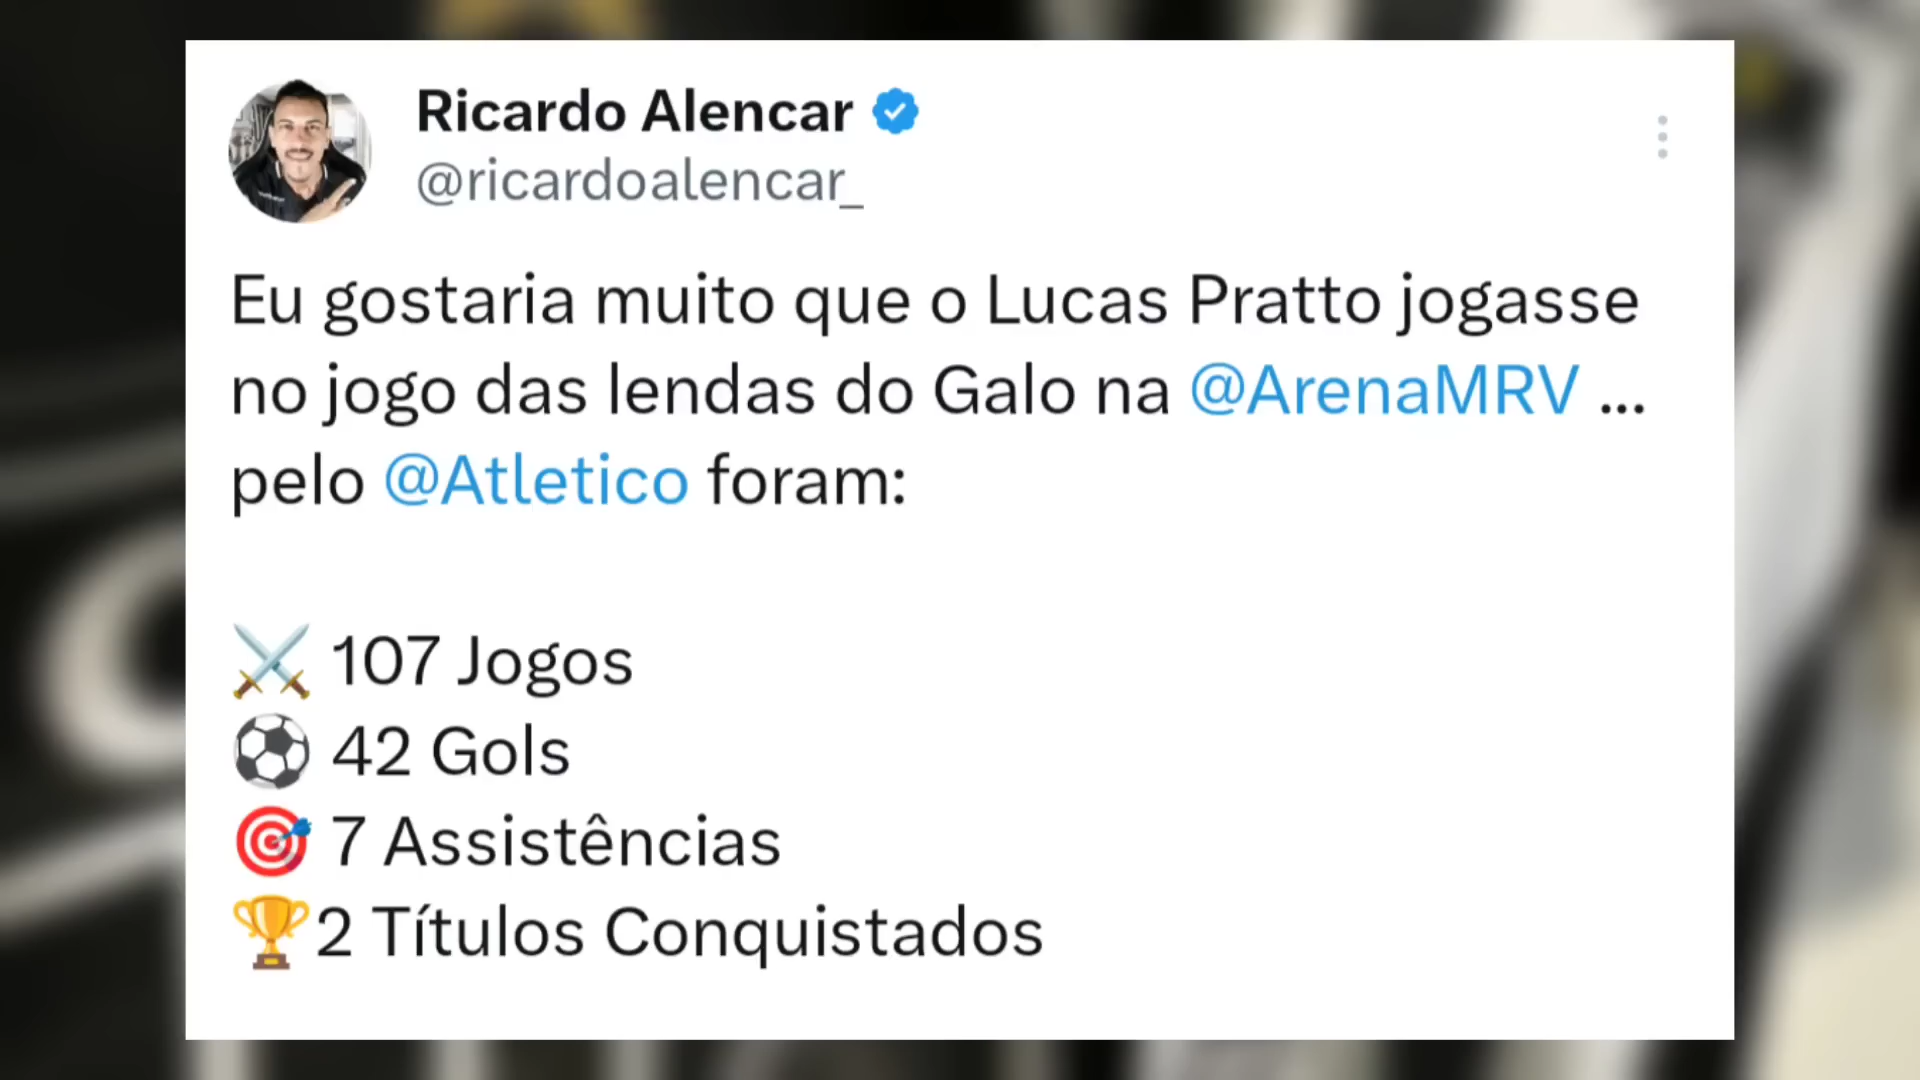 Ricardo Alencar
@ricardoalencar_
Eu gostaria muito que o Lucas Pratto jogasse
no jogo das lendas do Galo na @ArenaMRV ...
pelo @Atletico foram:
107 Jogos
42 Gols
7 Assistências
2 Títulos Conquistados